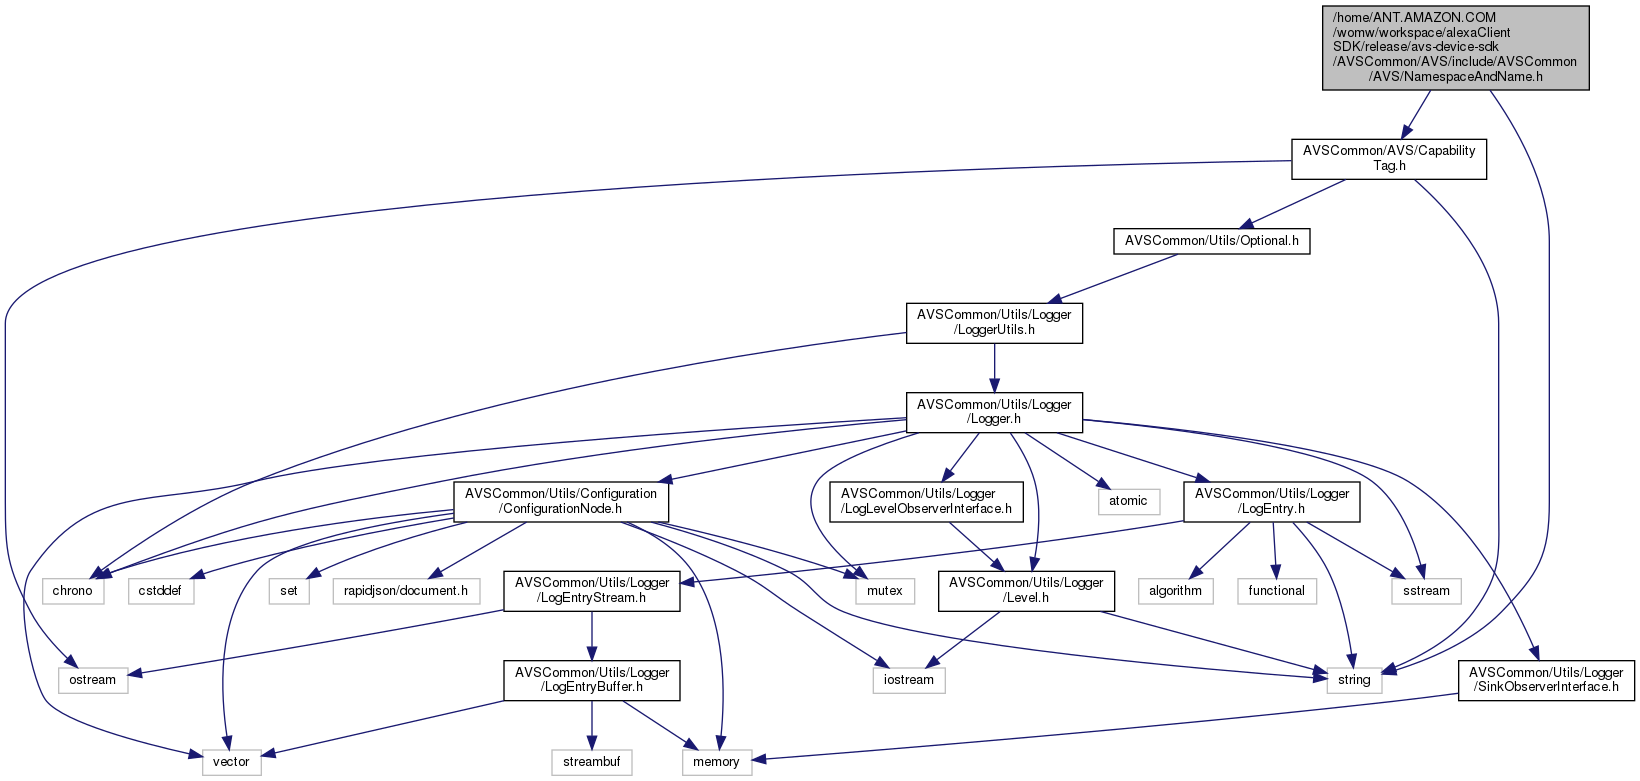 /home/ANT.AMAZON.COM
/womw/workspace/alexaClient
SDK/release/avs-device-sdk
/AVSCommon/AVS/include/AVSCommon
/AVS/NamespaceAndName.h
AVSCommon/AVS/Capability
Tag.h
AVSCommon/Utils/Optional.h
AVSCommon/Utils/Logger
/LoggerUtils.h
AVSCommon/Utils/Logger
/Logger.h
AVSCommon/Utils/Configuration
/ConfigurationNode.h
AVSCommon/Utils/Logger
/LogLevelObserverInterface.h
atomic
AVSCommon/Utils/Logger
/LogEntry.h
chrono
cstddef
set
rapidjson/document.h
AVSCommon/Utils/Logger
/LogEntryStream.h
mutex
AVSCommon/Utils/Logger
/Level.h
algorithm
functional
sstream
ostream
AVSCommon/Utils/Logger
/LogEntryBuffer.h
iostream
string
AVSCommon/Utils/Logger
/SinkObserverInterface.h
vector
streambuf
memory